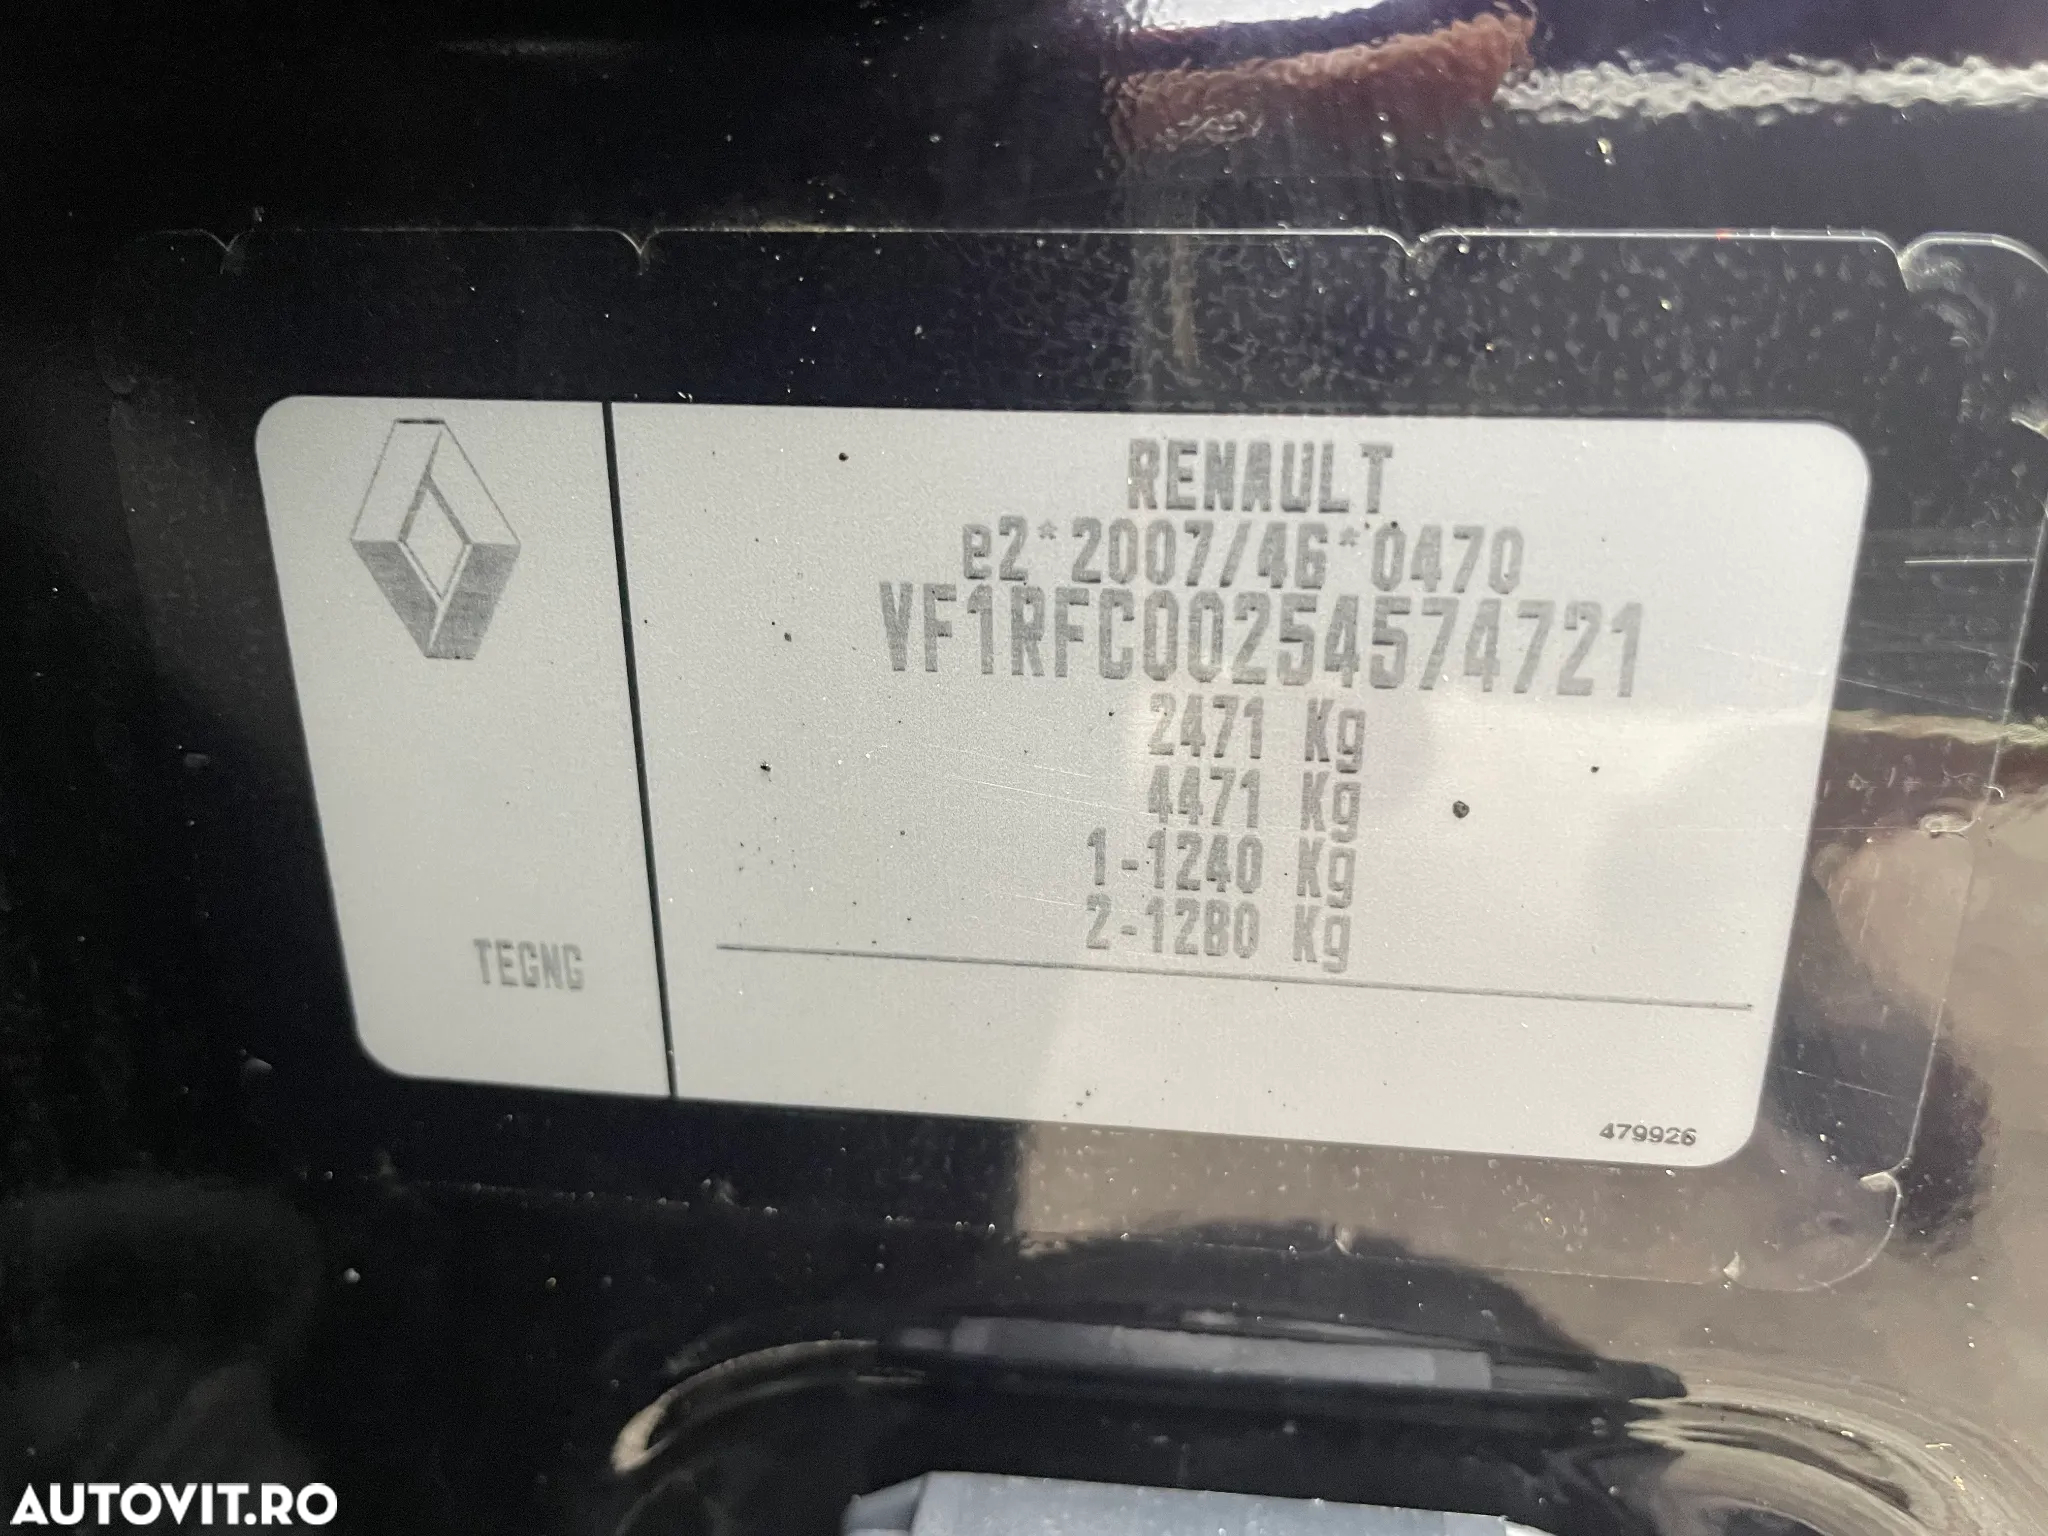 RENAULT
e2*2007/46*0470
VF1RFC00254574721
2471 Kg
4471 Kg
1-1240 Kg
2-1280 Kg
TEGNG
479926
AUTOVIT.RO